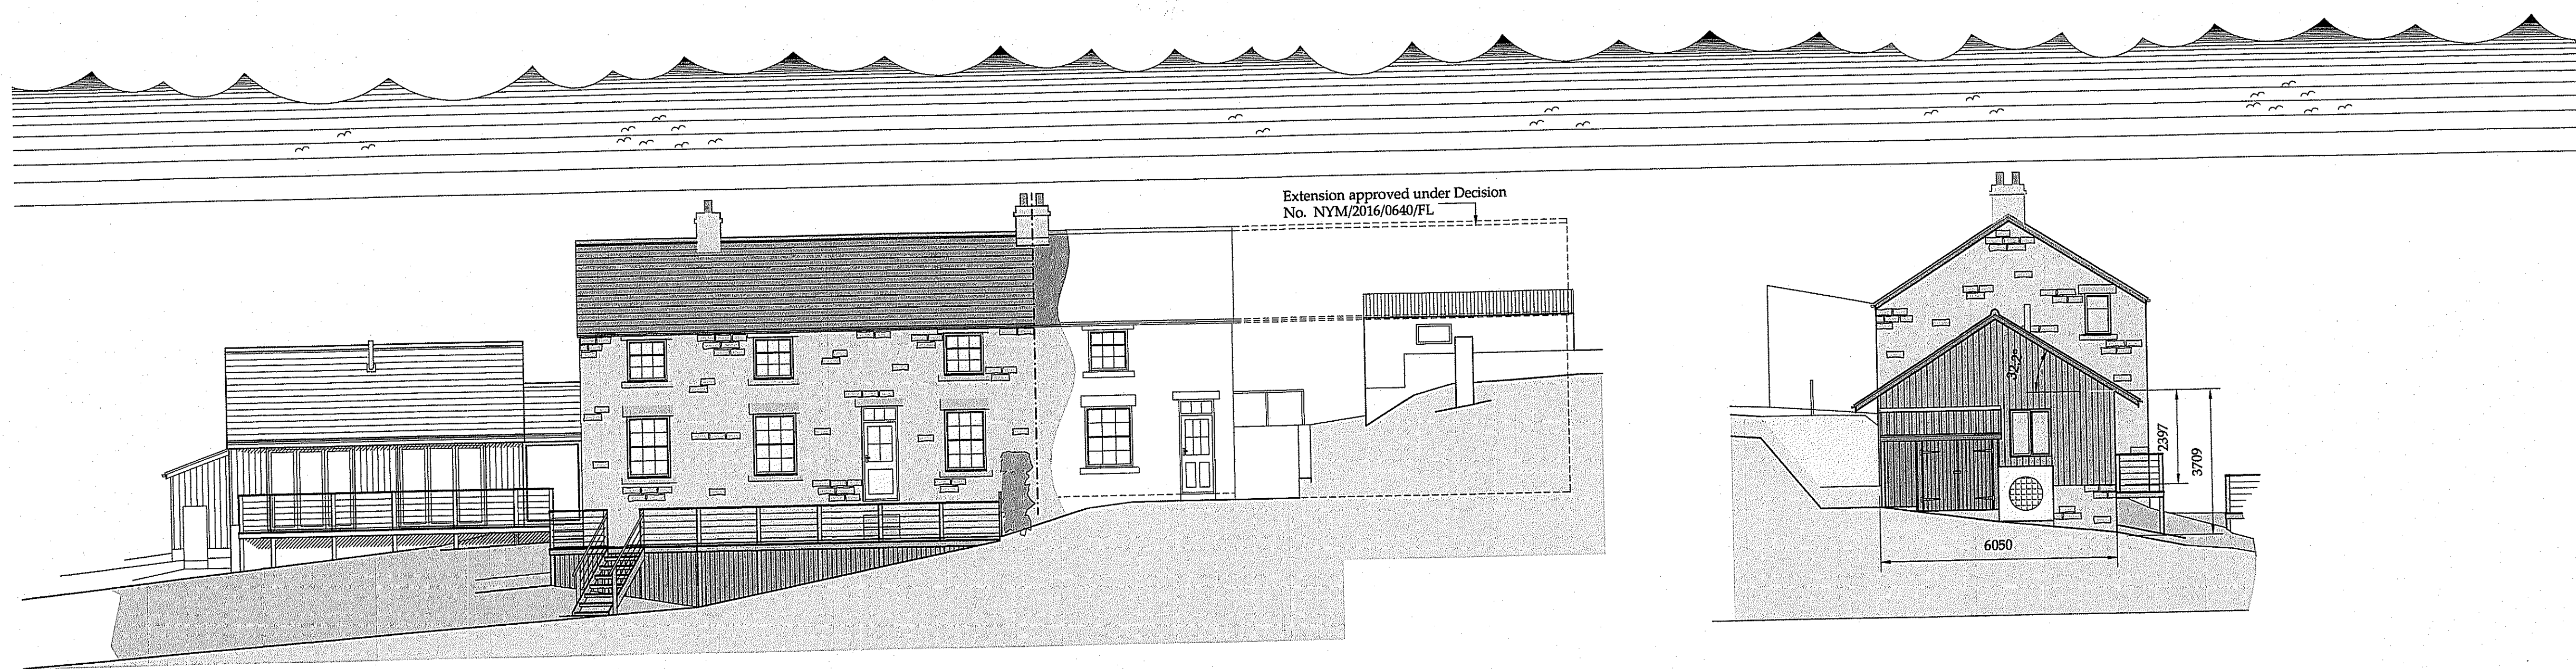 Extension approved under Decision
No. NYM/2016/0640/FL
32.2°
2397
3709
6050